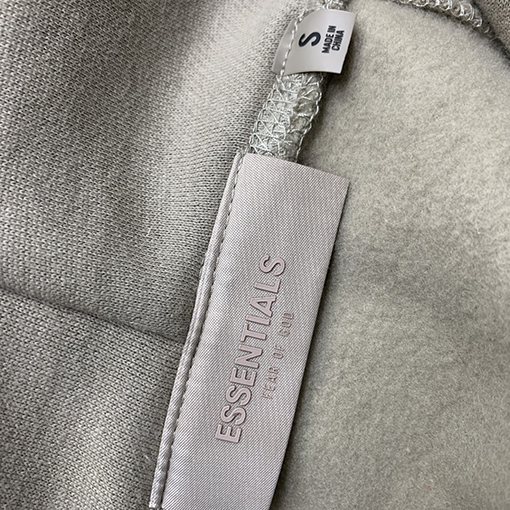 S
MADE IN
CHINA
ESSENTIALS
FEAR OF GOD